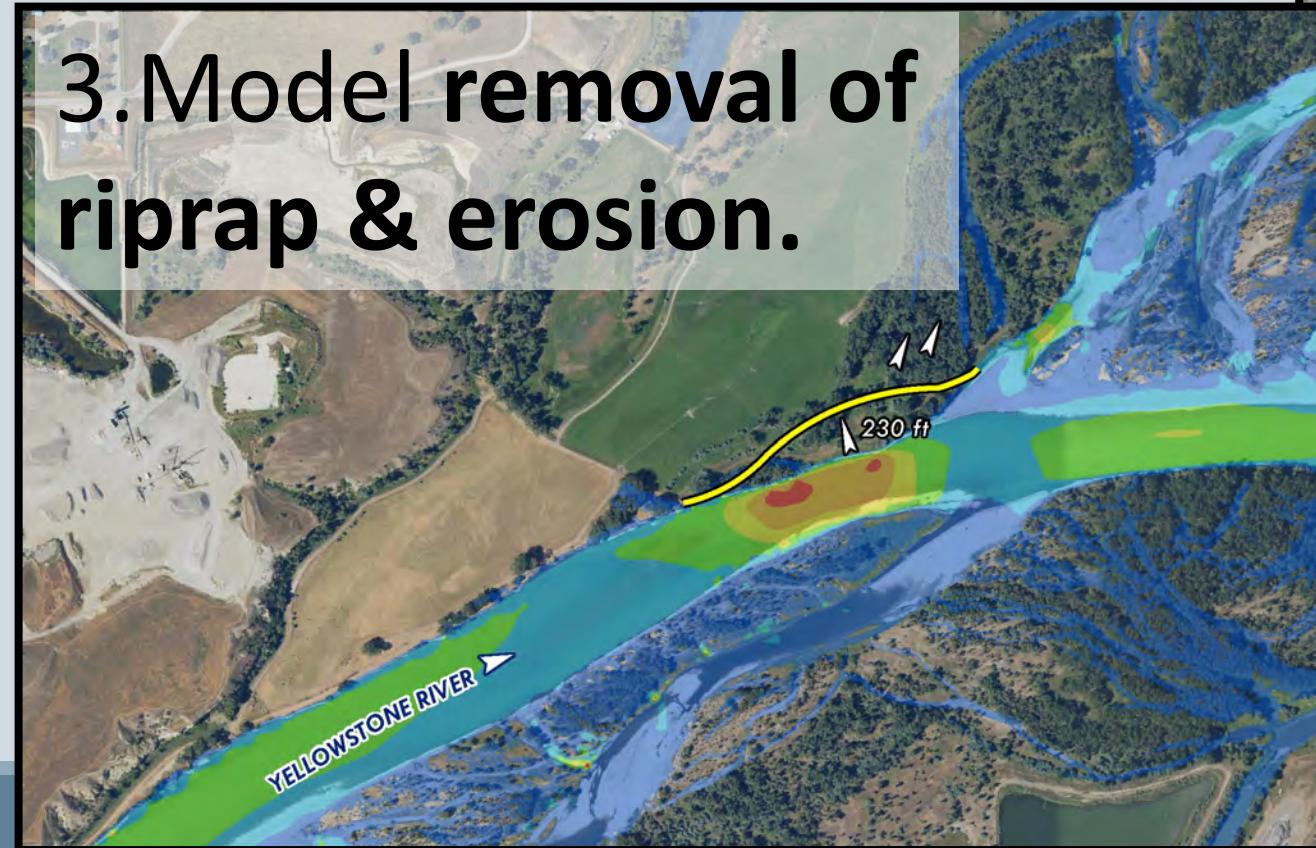 3.Model removal of
riprap & erosion.
230 ft
YELLOWSTONE RIVER